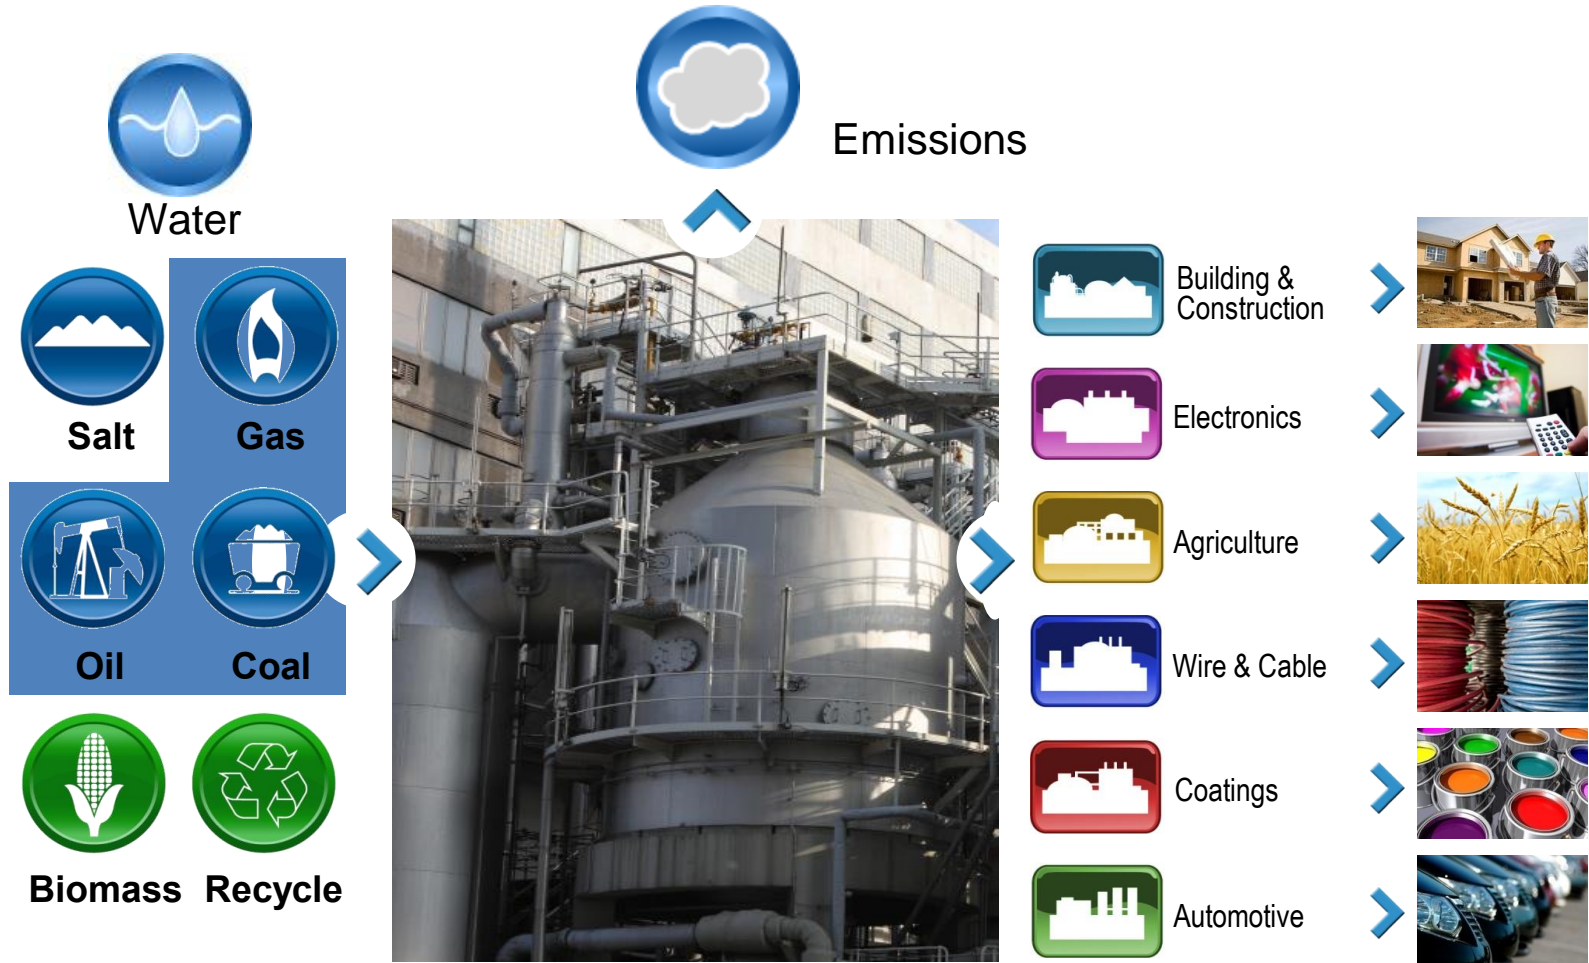 Emissions
Water
Salt
Gas
Oil
Coal
Biomass
Recycle
Building &
Construction
Electronics
Agriculture
Wire & Cable
Coatings
Automotive